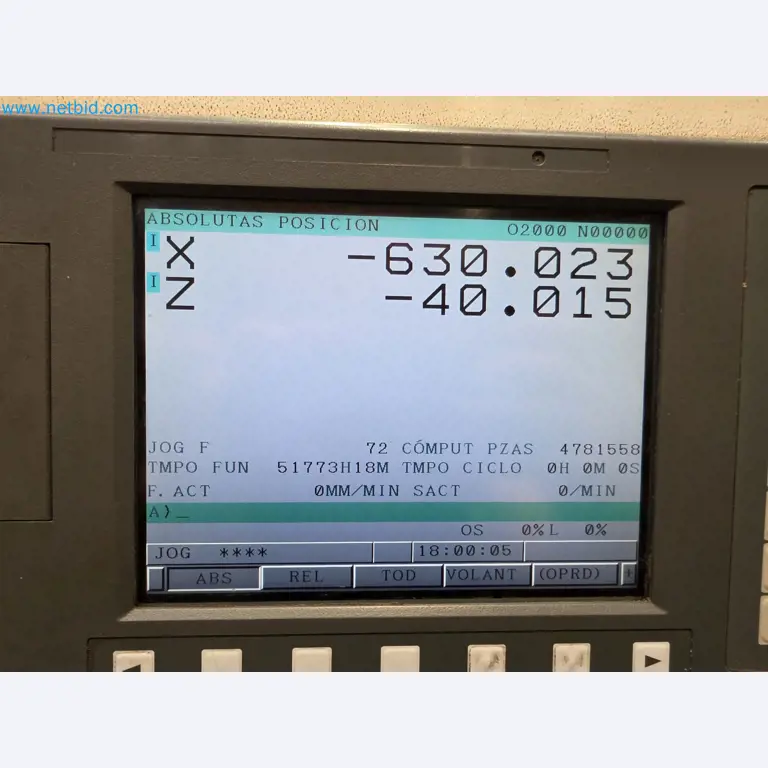 www.netbid.com
ABSOLUTAS POSICION O2000 N00000
I X -630.023
I Z -40.015
JOG F 72 CÓMPUT PZAS 4781558
TMPO FUN 51773H18M TMPO CICLO 0H 0M 0S
F. ACT 0MM/MIN SACT 0/MIN
A)_
OS 0% L 0%
JOG **** 18:00:05
ABS REL TOD VOLANT (OPRD) +